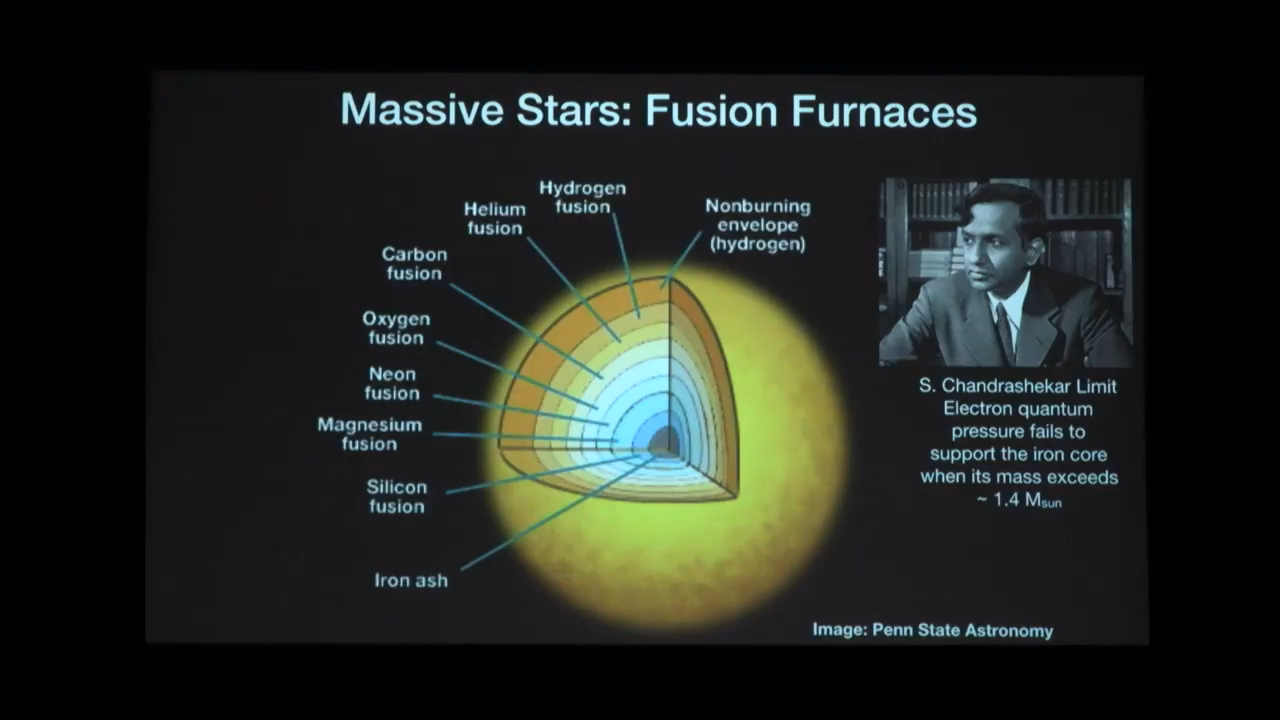 Massive Stars: Fusion Furnaces
Hydrogen
fusion
Helium
fusion
Nonburning
envelope
(hydrogen)
Carbon
fusion
Oxygen
fusion
Neon
fusion
Magnesium
fusion
Silicon
fusion
Iron ash
S. Chandrashekar Limit
Electron quantum
pressure fails to
support the iron core
when its mass exceeds
~ 1.4 Msun
Image: Penn State Astronomy